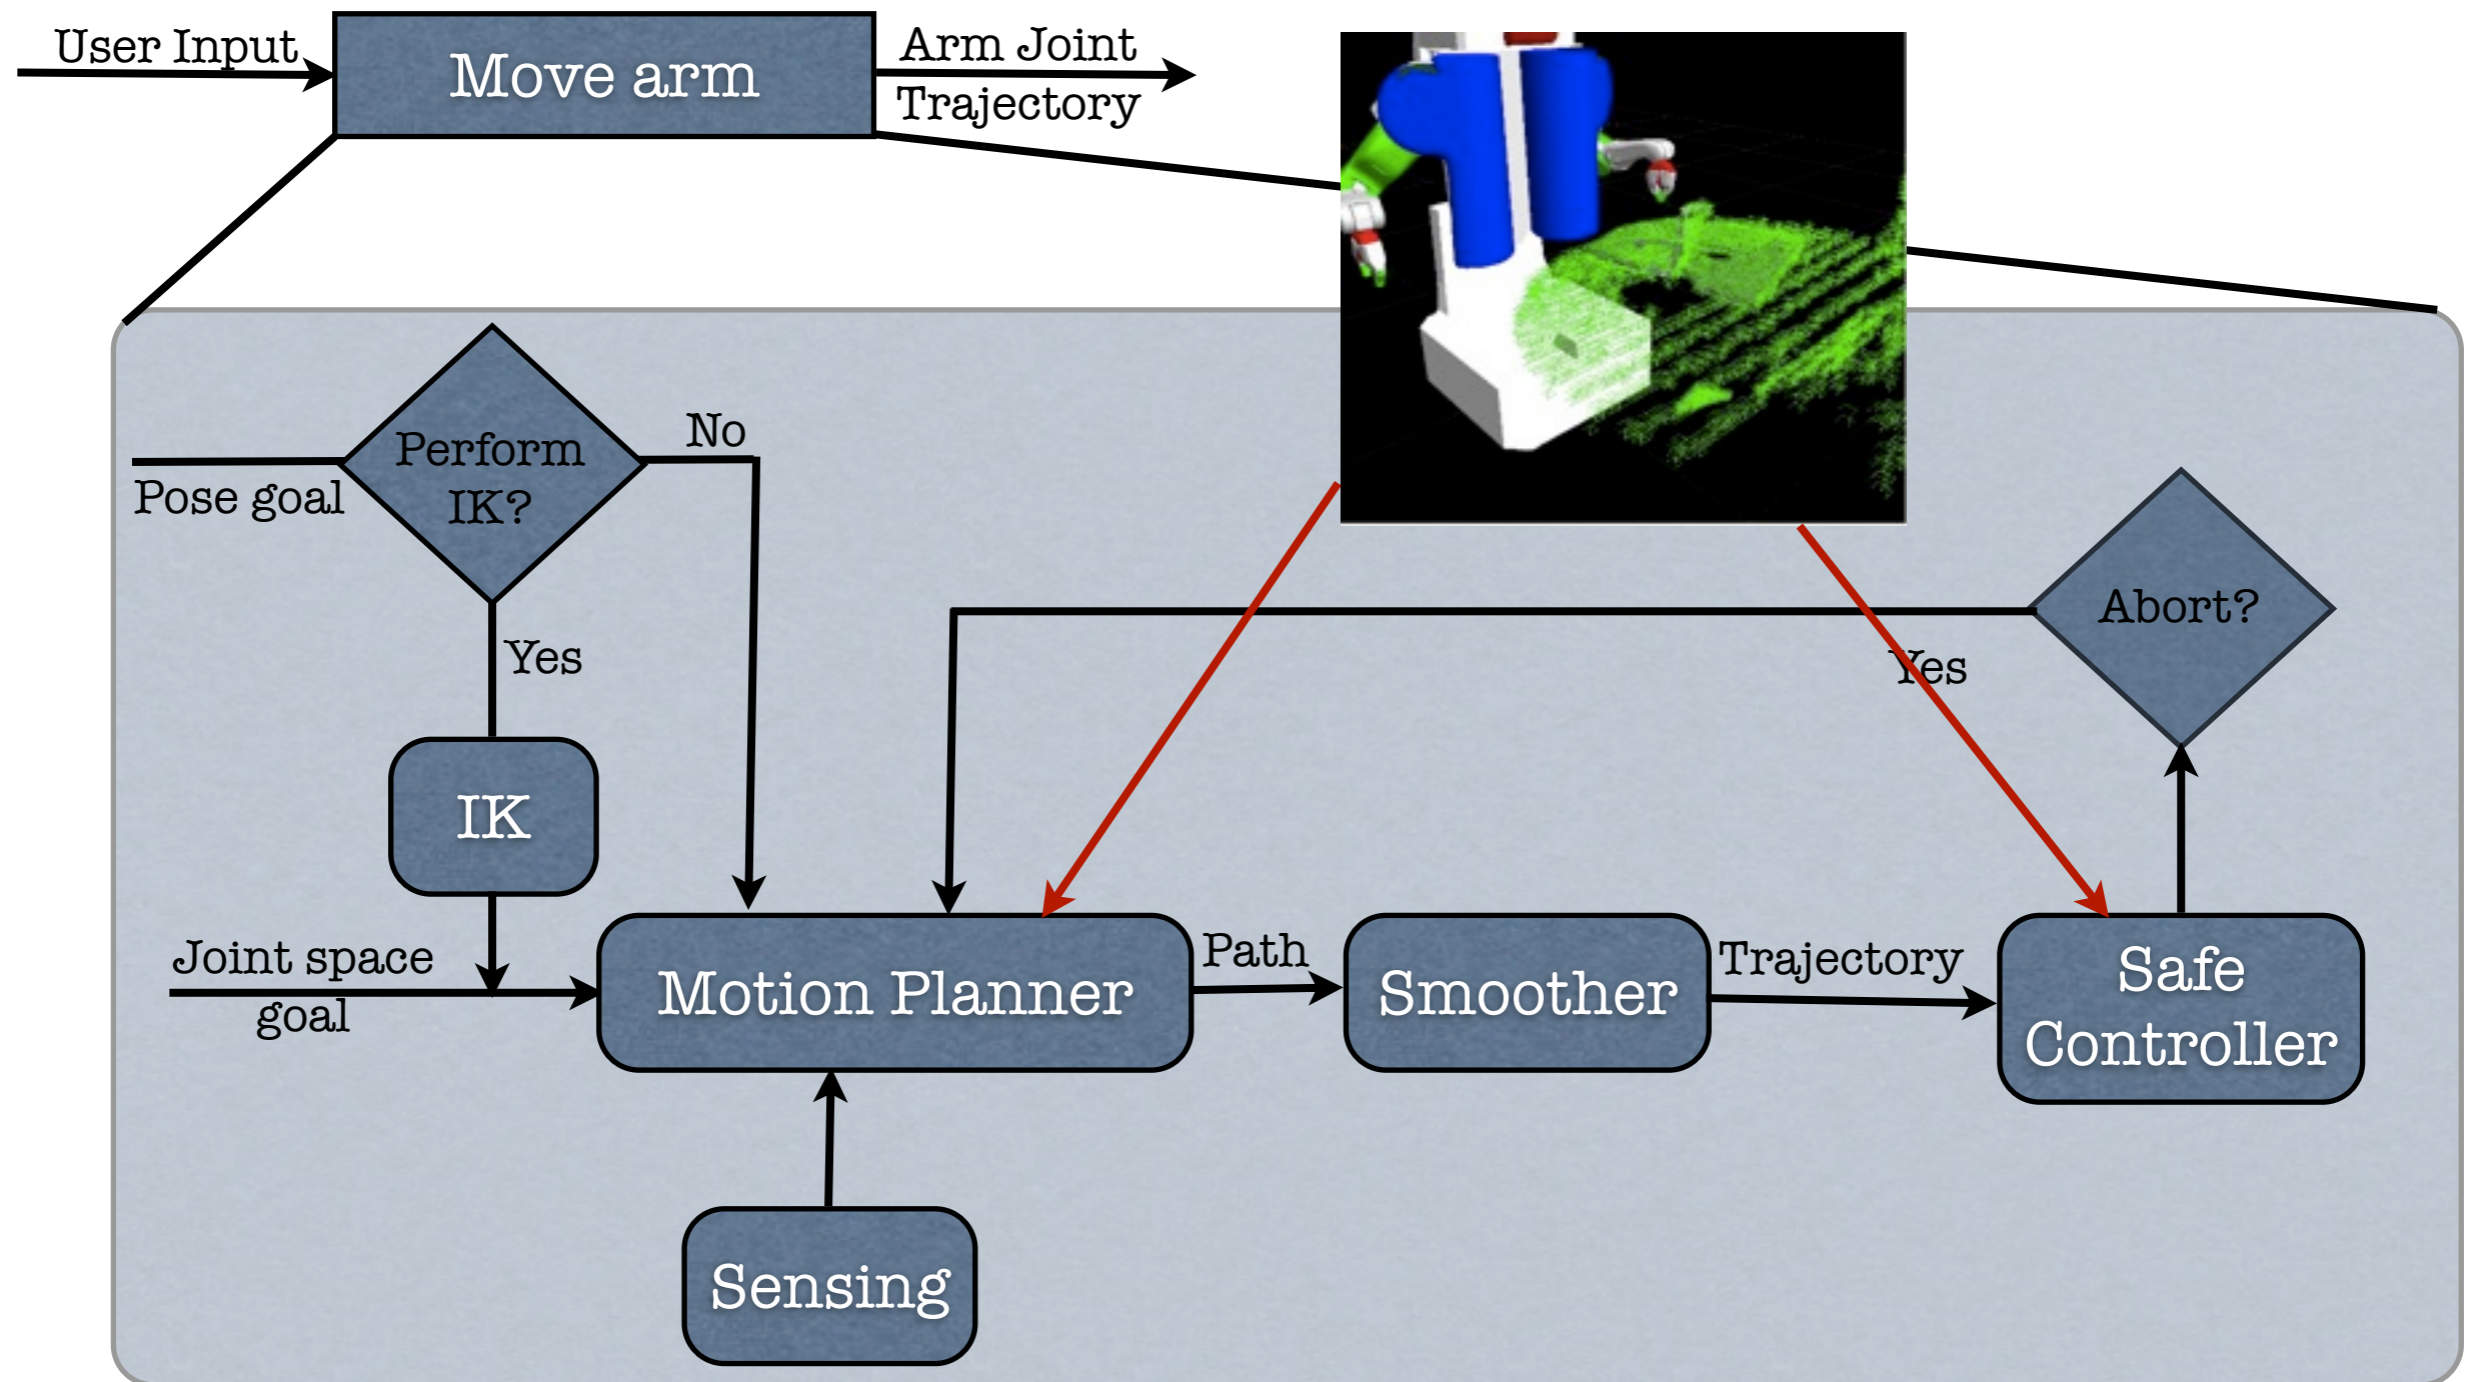 User Input
Move arm
Arm Joint
Trajectory
Perform
IK?
No
Pose goal
Yes
Abort?
Yes
IK
Joint space
goal
Motion Planner
Path
Smoother
Trajectory
Safe
Controller
Sensing